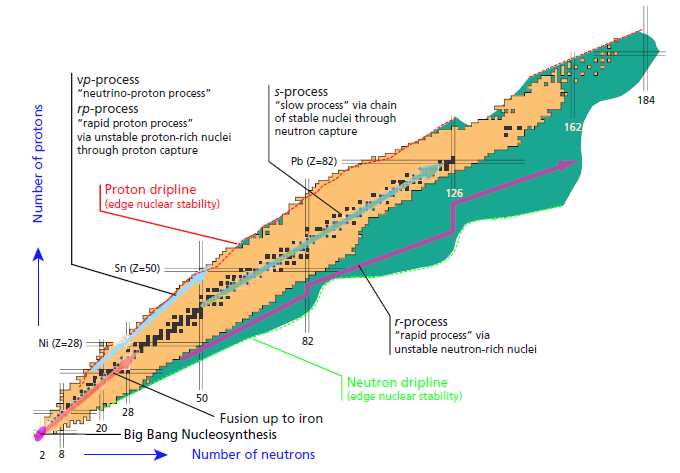 νp-process
“neutrino-proton process”
rp-process
“rapid proton process”
via unstable proton-rich nuclei
through proton capture
s-process
“slow process” via chain
of stable nuclei through
neutron capture
184
162
Pb (Z=82)
126
Number of protons
Proton dripline
(edge nuclear stability)
Sn (Z=50)
r-process
“rapid process” via
unstable neutron-rich nuclei
82
Ni (Z=28)
Neutron dripline
(edge nuclear stability)
50
28
20
Fusion up to iron
Big Bang Nucleosynthesis
2
8
Number of neutrons